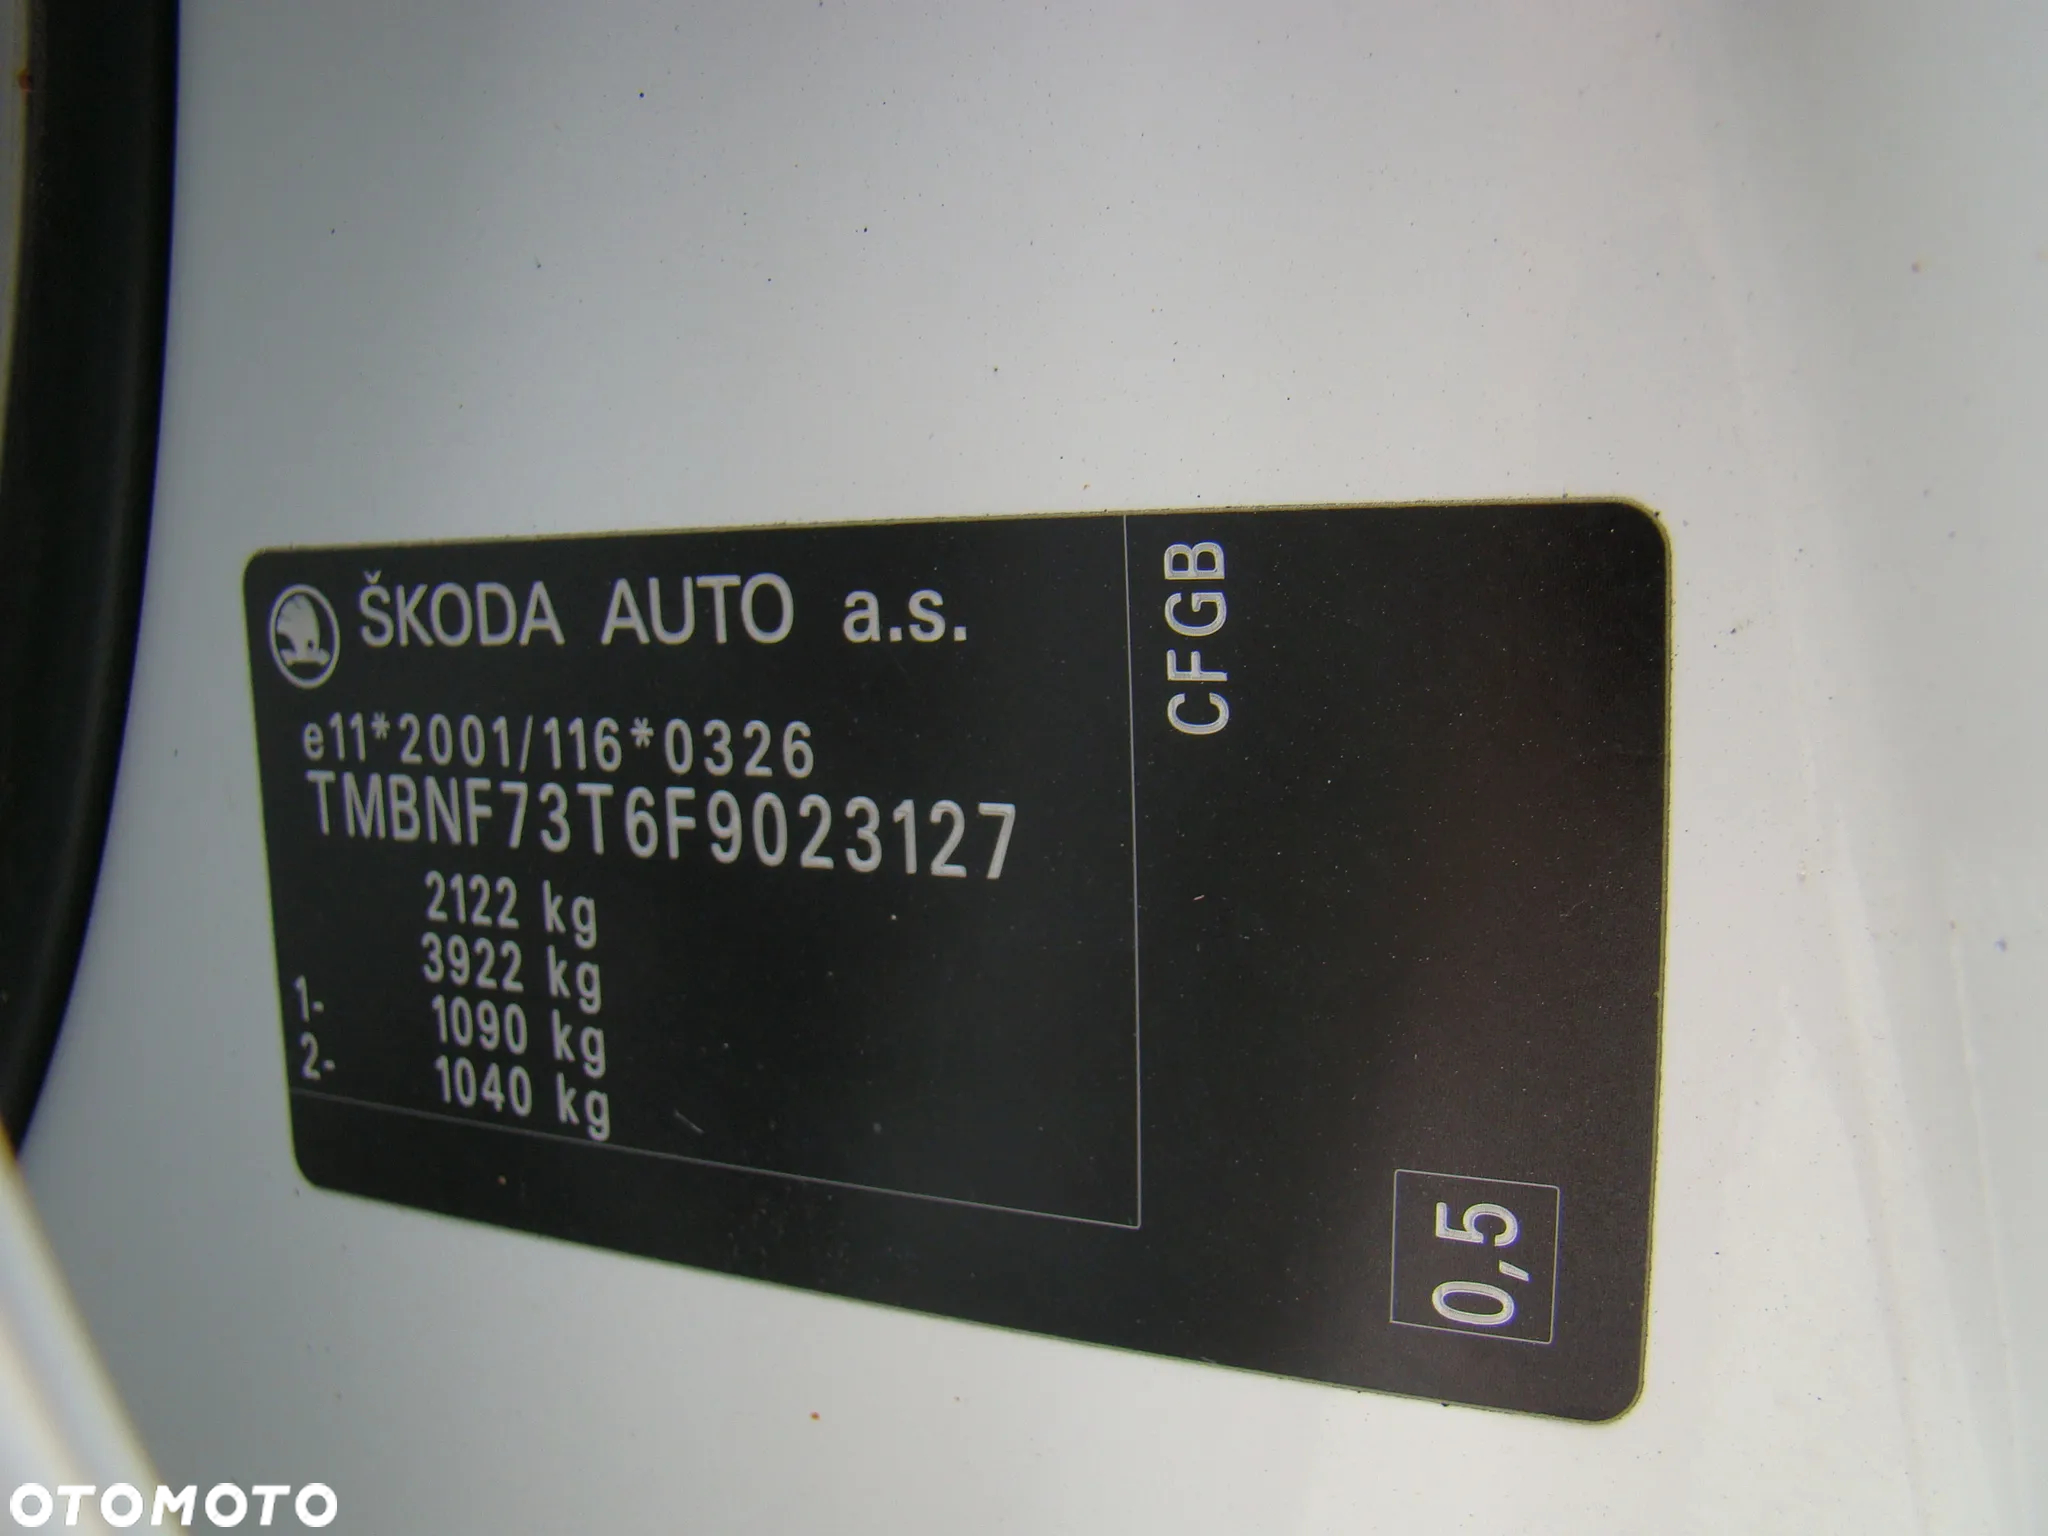 ŠKODA AUTO a.s.
e11*2001/116*0326
TMBNF73T6F9023127
2122 kg
3922 kg
1- 1090 kg
2- 1040 kg
CFGB
0,5
OTOMOTO